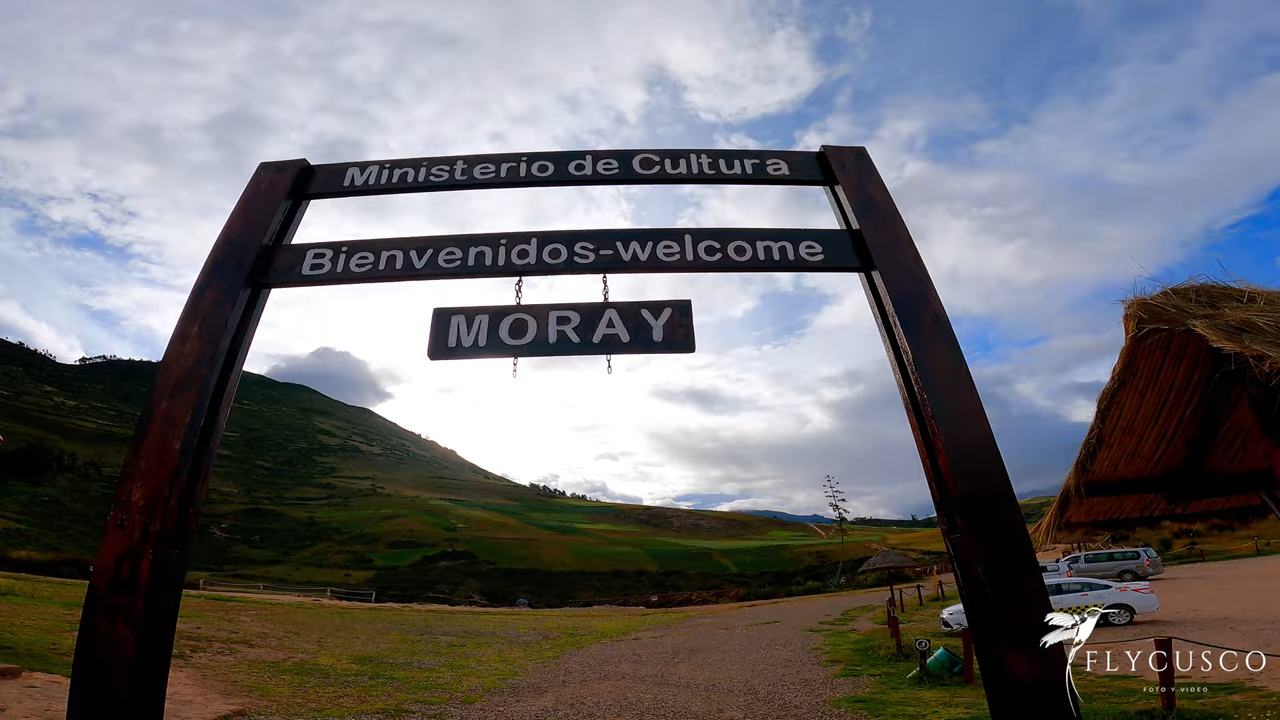 Ministerio de Cultura
Bienvenidos-welcome
MORAY
FLYCUSCO
FOTO Y VIDEO